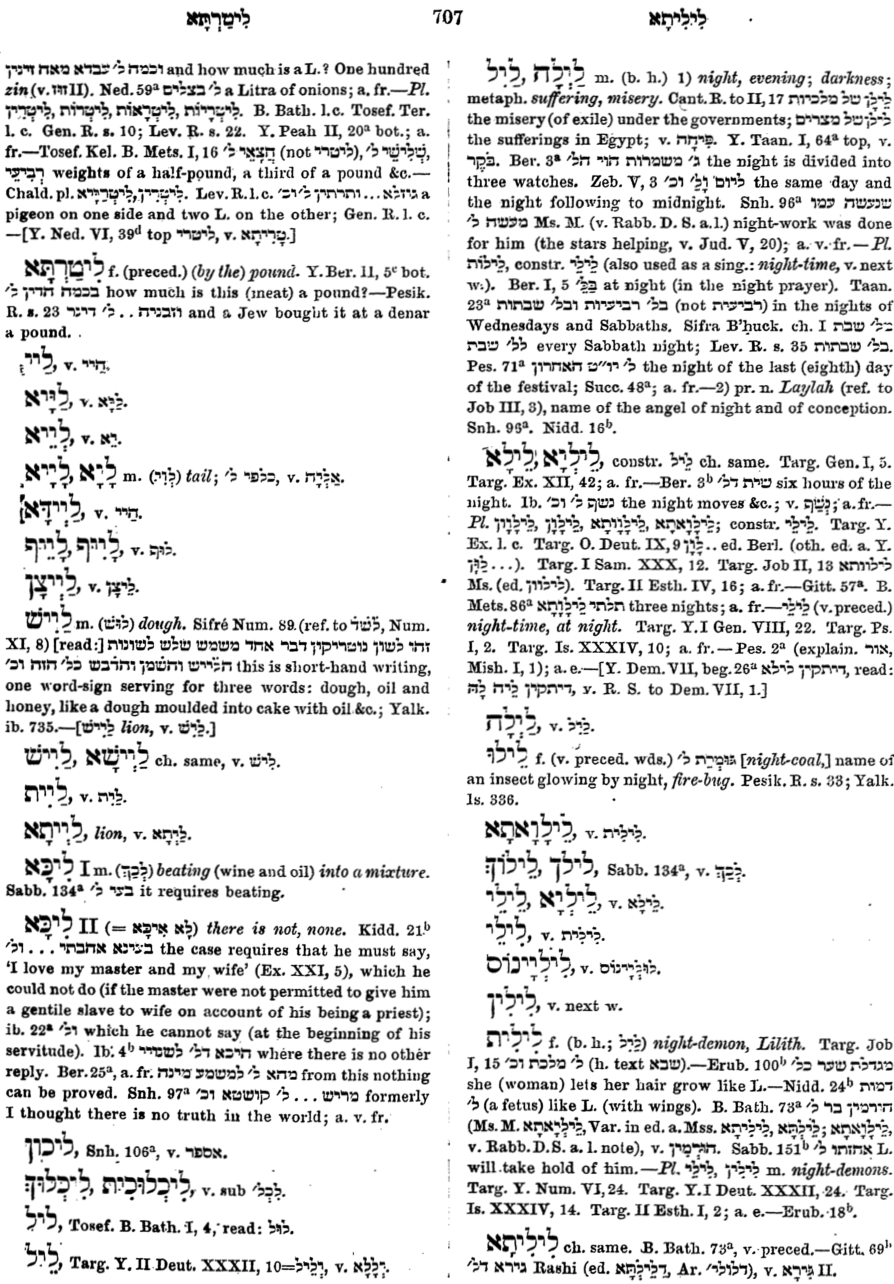 לִיטַרְתָּא
707
לִילִיתָא
וכמה ל׳ עבדא מאה זינין and how much is a L.? One hundred
zin (v. זוּז II). Ned. 59ᵃ ל׳ בצלים a Litra of onions; a. fr.—Pl.
לִיטְרִיּוֹת, לִיטְרָאוֹת, לִיטְרוֹת, לִיטְרִין. B. Bath. l. c. Tosef. Ter.
l. c. Gen. R. s. 10; Lev. R. s. 22. Y. Peah II, 20ᵃ bot.; a.
fr.—Tosef. Kel. B. Mets. I, 16 חֲצָאֵי ל׳ (not ליטרי), שְׁלִישֵׁי ל׳,
רְבִיעֵי weights of a half-pound, a third of a pound &c.—
Chald. pl. לִיטְרִין, לִיטְרַיָּיא. Lev. R. l. c. גוזלא ... ותרתין ל׳ וכ׳ a
pigeon on one side and two L. on the other; Gen. R. l. c.
—[Y. Ned. VI, 39ᵈ top ליטרי, v. טָרִיתָא.]
לִיטַרְתָּא f. (preced.) (by the) pound. Y. Ber. II, 5ᶜ bot.
בכמה חדין ל׳ how much is this (meat) a pound?—Pesik.
R. s. 23 וזבניה .. ל׳ דינר and a Jew bought it at a denar
a pound.
לַיי, v. חַיי.
לַיָּיא, v. לַיָּא.
לְיֵיא, v. יֵא.
לַיָּיא, לָיָא m. (לְוִי) tail; כלפי ל׳, v. אַלְיָה.
לַיְידָא, v. חַיי.
לָיֵיף, לָיֵיף, v. לוּף.
לַיְיצָן, v. לֵיצָן.
לַיִישׁ m. (לוּשׁ) dough. Sifré Num. 89 (ref. to לְשַׁד, Num.
XI, 8) [read:] זהו לשון נוטריקון דבר אחד משמש שלש לשונות
הלייש והשמן והדבש כל׳ הזה וכ׳ this is short-hand writing,
one word-sign serving for three words: dough, oil and
honey, like a dough moulded into cake with oil &c.; Yalk.
ib. 735.—[לַיִישׁ lion, v. לַיִשׁ.]
לַיְישָׁא, לַיִישׁ ch. same, v. לִישׁ.
לַיִית, v. לַיִת.
לַיְיתָא, lion, v. לֵיתָא.
לִיכָּא I m. (לְכַךְ) beating (wine and oil) into a mixture.
Sabb. 134ᵃ בעי ל׳ it requires beating.
לִיכָּא II (= לָא אִיכָּא) there is not, none. Kidd. 21ᵇ
בעינא אהבתי ... ול׳ the case requires that he must say,
'I love my master and my wife' (Ex. XXI, 5), which he
could not do (if the master were not permitted to give him
a gentile slave to wife on account of his being a priest);
ib. 22ᵃ ול׳ which he cannot say (at the beginning of his
servitude). Ib. 4ᵇ היכא דל׳ למשריי where there is no other
reply. Ber. 25ᵃ, a. fr. מהא ל׳ למשמע מינה from this nothing
can be proved. Snh. 97ᵃ מריש ... ל׳ קושטא וכ׳ formerly
I thought there is no truth in the world; a. v. fr.
לִיכוּן, Snh. 106ᵃ, v. אספר.
לִיכְלוּכִית, לִיכְלוּךְ, v. sub לְכְל׳.
לִיל, Tosef. B. Bath. I, 4, read: לוּל.
לֵיל, Targ. Y. II Deut. XXXII, 10=וְלֵיל, v. וְלָלָא.
לַיִל, לַיְלָה m. (b. h.) 1) night, evening; darkness;
metaph. suffering, misery. Cant. R. to II, 17 לֵילָן של מלכיות
the misery (of exile) under the governments; לילן של מצרים
the sufferings in Egypt; v. פִּיחָה. Y. Taan. I, 64ᵃ top, v.
בֹּקֶר. Ber. 3ᵃ ג׳ משמרות הוי הל׳ the night is divided into
three watches. Zeb. V, 3 ליום וָל׳ וכ׳ the same day and
the night following to midnight. Snh. 96ᵃ שנעשה עמו
מעשה ל׳ Ms. M. (v. Rabb. D. S. a. l.) night-work was done
for him (the stars helping, v. Jud. V, 20); a. v. fr.—Pl.
לֵילוֹת, constr. לֵילֵי (also used as a sing.: night-time, v. next
w.). Ber. I, 5 בַּלֵּ׳ at night (in the night prayer). Taan.
23ᵃ בל׳ רביעיות ובל׳ שבתות (not רביעית) in the nights of
Wednesdays and Sabbaths. Sifra B'huck. ch. I בל׳ שבת
לל׳ שבת every Sabbath night; Lev. R. s. 35 בל׳ שבתות.
Pes. 71ᵃ ל׳ יו״ט האחרון the night of the last (eighth) day
of the festival; Succ. 48ᵃ; a. fr.—2) pr. n. Laylah (ref. to
Job III, 3), name of the angel of night and of conception.
Snh. 96ᵃ. Nidd. 16ᵇ.
לֵילְיָא, לֵילָא, constr. לֵיל ch. same. Targ. Gen. I, 5.
Targ. Ex. XII, 42; a. fr.—Ber. 3ᵇ שית דל׳ six hours of the
night. Ib. נשף ל׳ וכ׳ the night moves &c.; v. נְשַׁף; a. fr.—
Pl. לֵילָוָן, לֵילָוָן, לֵילָוָותָא, לֵילָוָאתָא; constr. לֵילֵי. Targ. Y.
Ex. l. c. Targ. O. Deut. IX, 9 לָוָן.. ed. Berl. (oth. ed. a. Y.
לָוָן...). Targ. I Sam. XXX, 12. Targ. Job II, 13 לילוותא
Ms. (ed. לֵילוון). Targ. II Esth. IV, 16; a. fr.—Gitt. 57ᵃ. B.
Mets. 86ᵃ תלתי לֵילָוָותָא three nights; a. fr.—לֵילֵי (v. preced.)
night-time, at night. Targ. Y. I Gen. VIII, 22. Targ. Ps.
I, 2. Targ. Is. XXXIV, 10; a. fr.—Pes. 2ᵃ (explain. אור,
Mish. I, 1); a. e.—[Y. Dem. VII, beg. 26ᵃ דיתקין לילא, read:
דיתקין לֵיה לָהּ, v. R. S. to Dem. VII, 1.]
לַיְלָה, v. לַיִל.
לֵילוּ f. (v. preced. wds.) גּוּמְרַת ל׳ [night-coal,] name of
an insect glowing by night, fire-bug. Pesik. R. s. 33; Yalk.
Is. 336.
לֵילָוָאתָא, v. לִילִית.
לילך, לִילוּךְ, Sabb. 134ᵃ, v. לְכַךְ.
לֵילֵי, לֵילְיָא, v. לֵילָא.
לִילֵי, v. לִילִית.
לִילְיָינוֹס, v. לוּלְיָינוֹס.
לִילִין, v. next w.
לִילִית f. (b. h.; לַיִל) night-demon, Lilith. Targ. Job
I, 15 ל׳ מלכת וכ׳ (h. text שבא).—Erub. 100ᵇ מגדלת שער כל׳
she (woman) lets her hair grow like L.—Nidd. 24ᵇ דמות
ל׳ (a fetus) like L. (with wings). B. Bath. 73ᵃ הורמין בר ל׳
(Ms. M. לֵילְיָאתָא, Var. in ed. a. Mss. לֵילָוָאתָא; לִילְתָא, לִילִיתָא,
v. Rabb. D. S. a. l. note), v. הוּרְמִין. Sabb. 151ᵇ אחזתו ל׳ L.
will take hold of him.—Pl. לִילִין, לִילֵי m. night-demons.
Targ. Y. Num. VI, 24. Targ. Y. I Deut. XXXII, 24. Targ.
Is. XXXIV, 14. Targ. II Esth. I, 2; a. e.—Erub. 18ᵇ.
לִילִיתָא ch. same. B. Bath. 73ᵃ, v. preced.—Gitt. 69ᵇ
גירא דל׳ Rashi (ed. דְלִילְתָּא, Ar. דלולי׳), v. גִּירָא II.